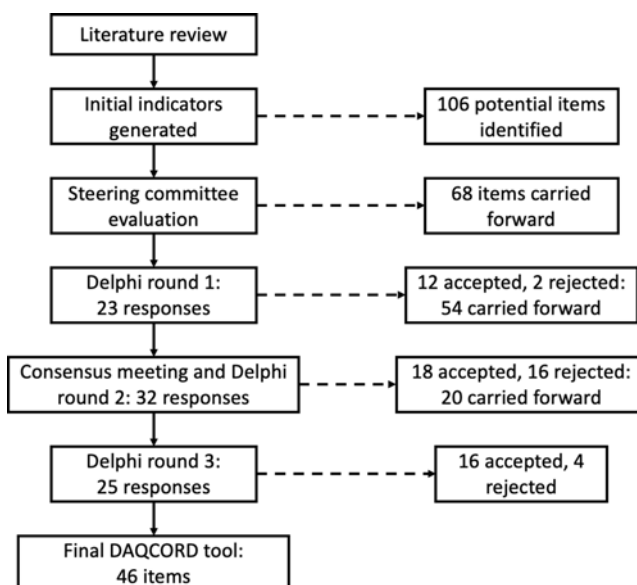 Literature review
Initial indicators
generated
106 potential items
identified
Steering committee
evaluation
68 items carried
forward
Delphi round 1:
23 responses
12 accepted, 2 rejected:
54 carried forward
Consensus meeting and Delphi
round 2: 32 responses
18 accepted, 16 rejected:
20 carried forward
Delphi round 3:
25 responses
16 accepted, 4
rejected
Final DAQCORD tool:
46 items